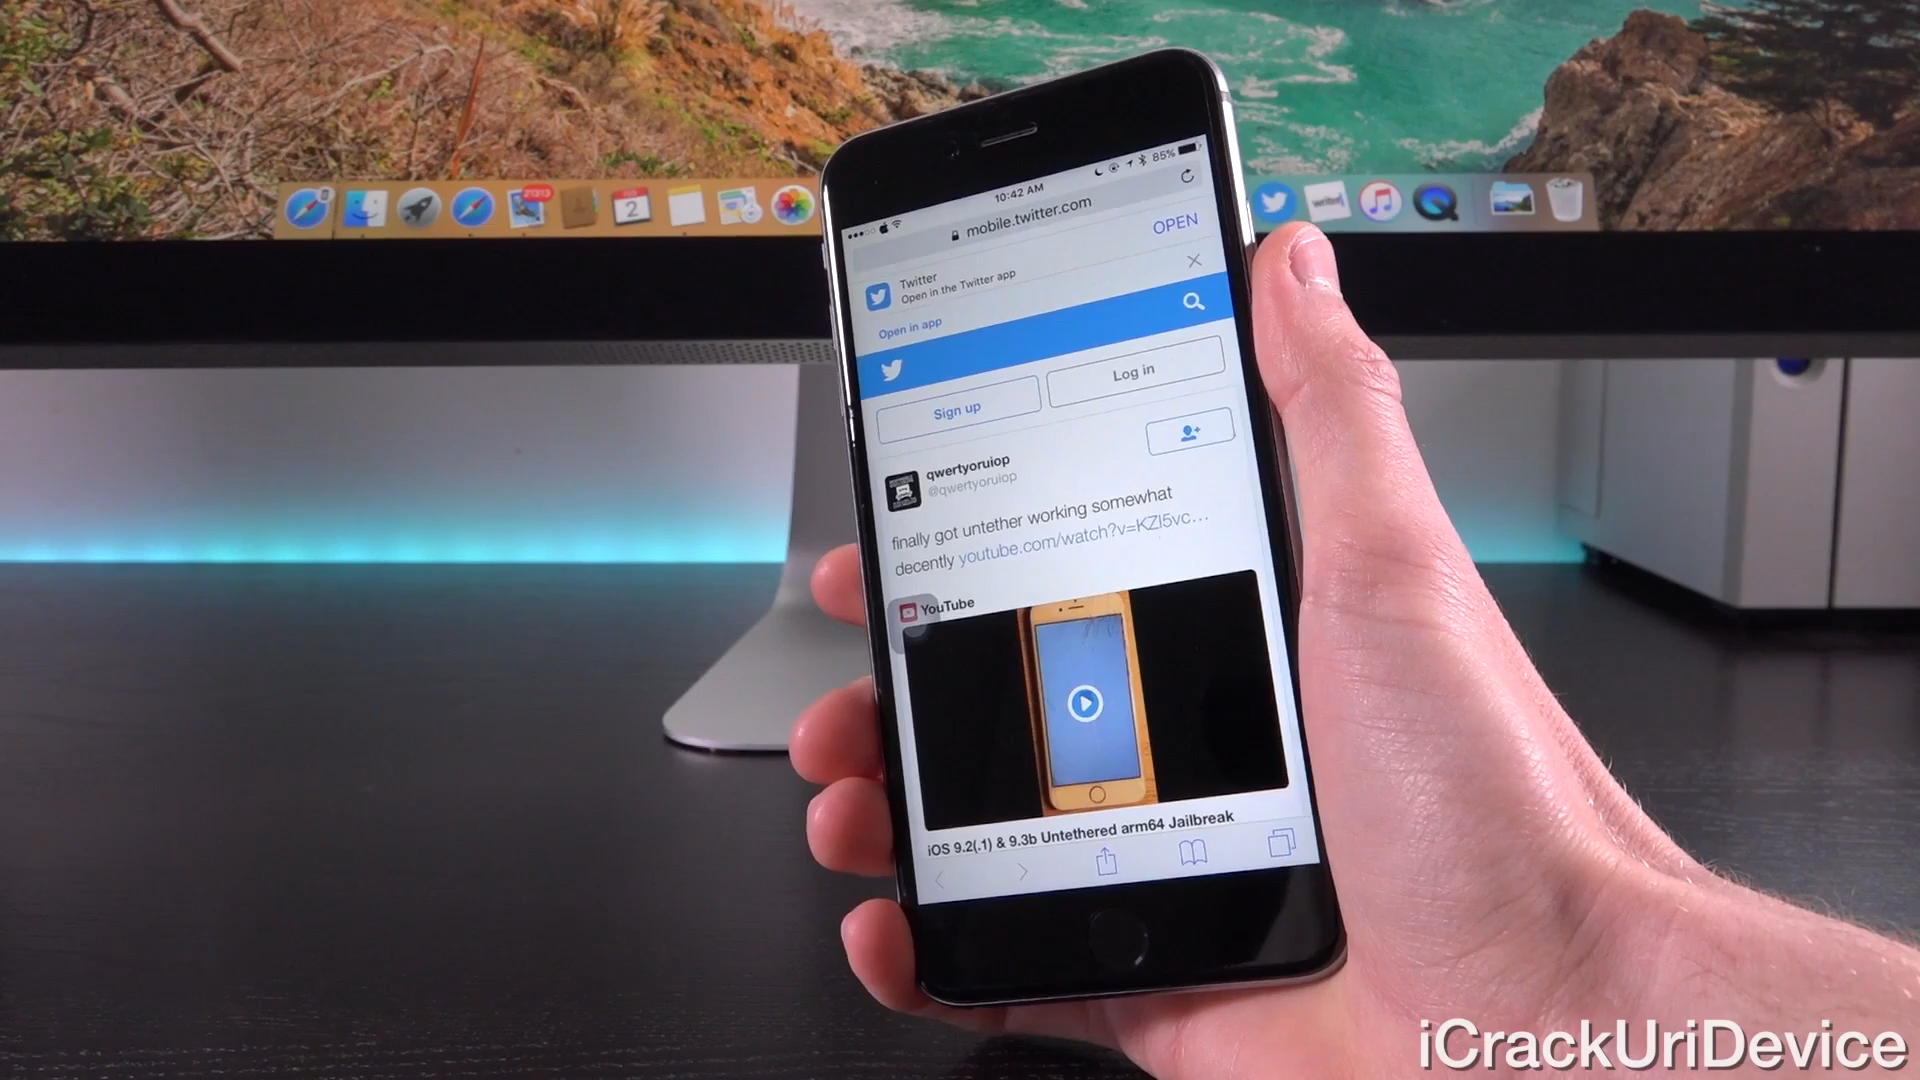 10:42 AM
85%
mobile.twitter.com
Twitter
Open in the Twitter app
OPEN
Open in app
Sign up
Log in
qwertyoruiop
@qwertyoruiop
finally got untether working somewhat
decently youtube.com/watch?v=KZI5vc…
YouTube
iOS 9.2(.1) & 9.3b Untethered arm64 Jailbreak
2
iCrackUriDevice